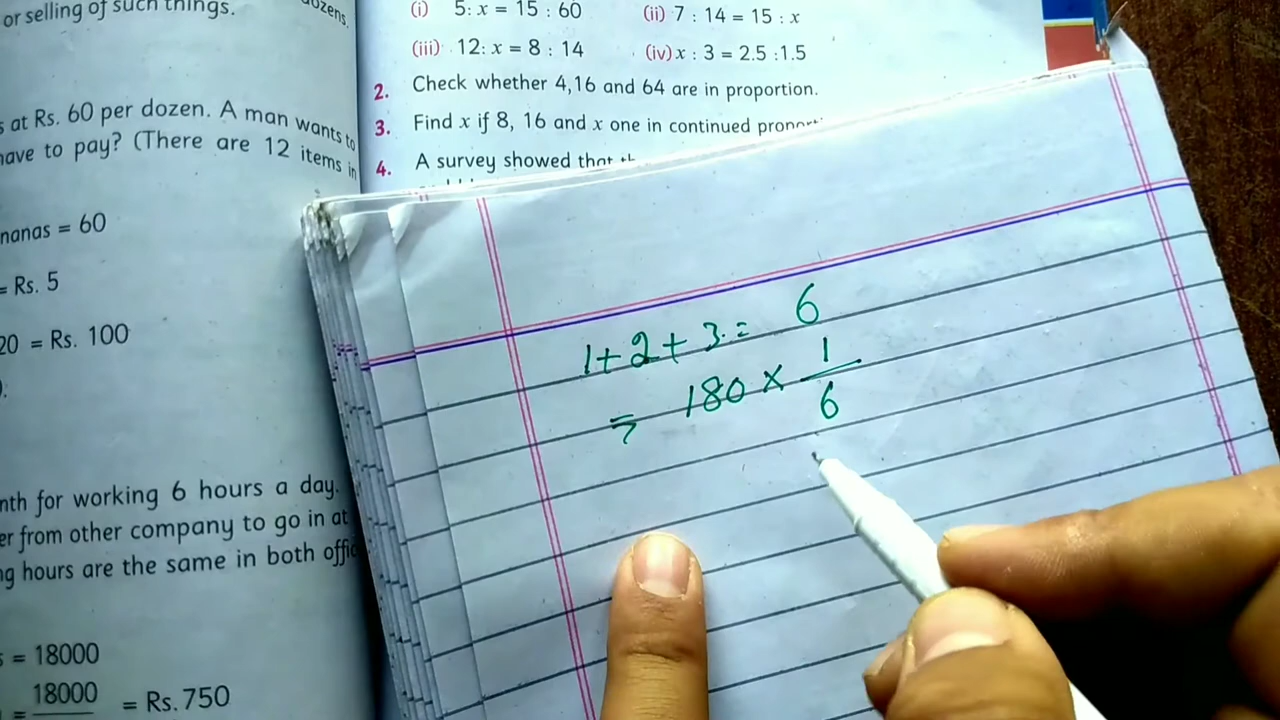 or selling of such things.
dozens
s at Rs. 60 per dozen. A man wants to
have to pay? (There are 12 items in
nanas = 60
= Rs. 5
20 = Rs. 100
nth for working 6 hours a day.
er from other company to go in at
ng hours are the same in both offic
s = 18000
18000
= = Rs. 750
(i) 5: x = 15 : 60 (ii) 7 : 14 = 15 : x
(iii) 12: x = 8 : 14 (iv) x : 3 = 2.5 :1.5
2. Check whether 4,16 and 64 are in proportion.
3. Find x if 8, 16 and x one in continued
4. A survey showed that
1+2+3.= 6
= 180 × 1
6